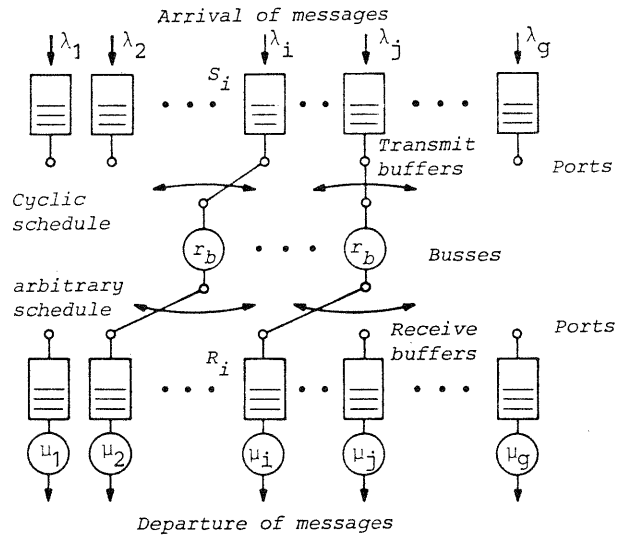 Arrival of messages
λ1 λ2 λi λj λg
Si
Transmit
buffers
Ports
Cyclic
schedule
rb rb
Busses
arbitrary
schedule
Receive
buffers
Ports
Ri
μ1 μ2 μi μj μg
Departure of messages